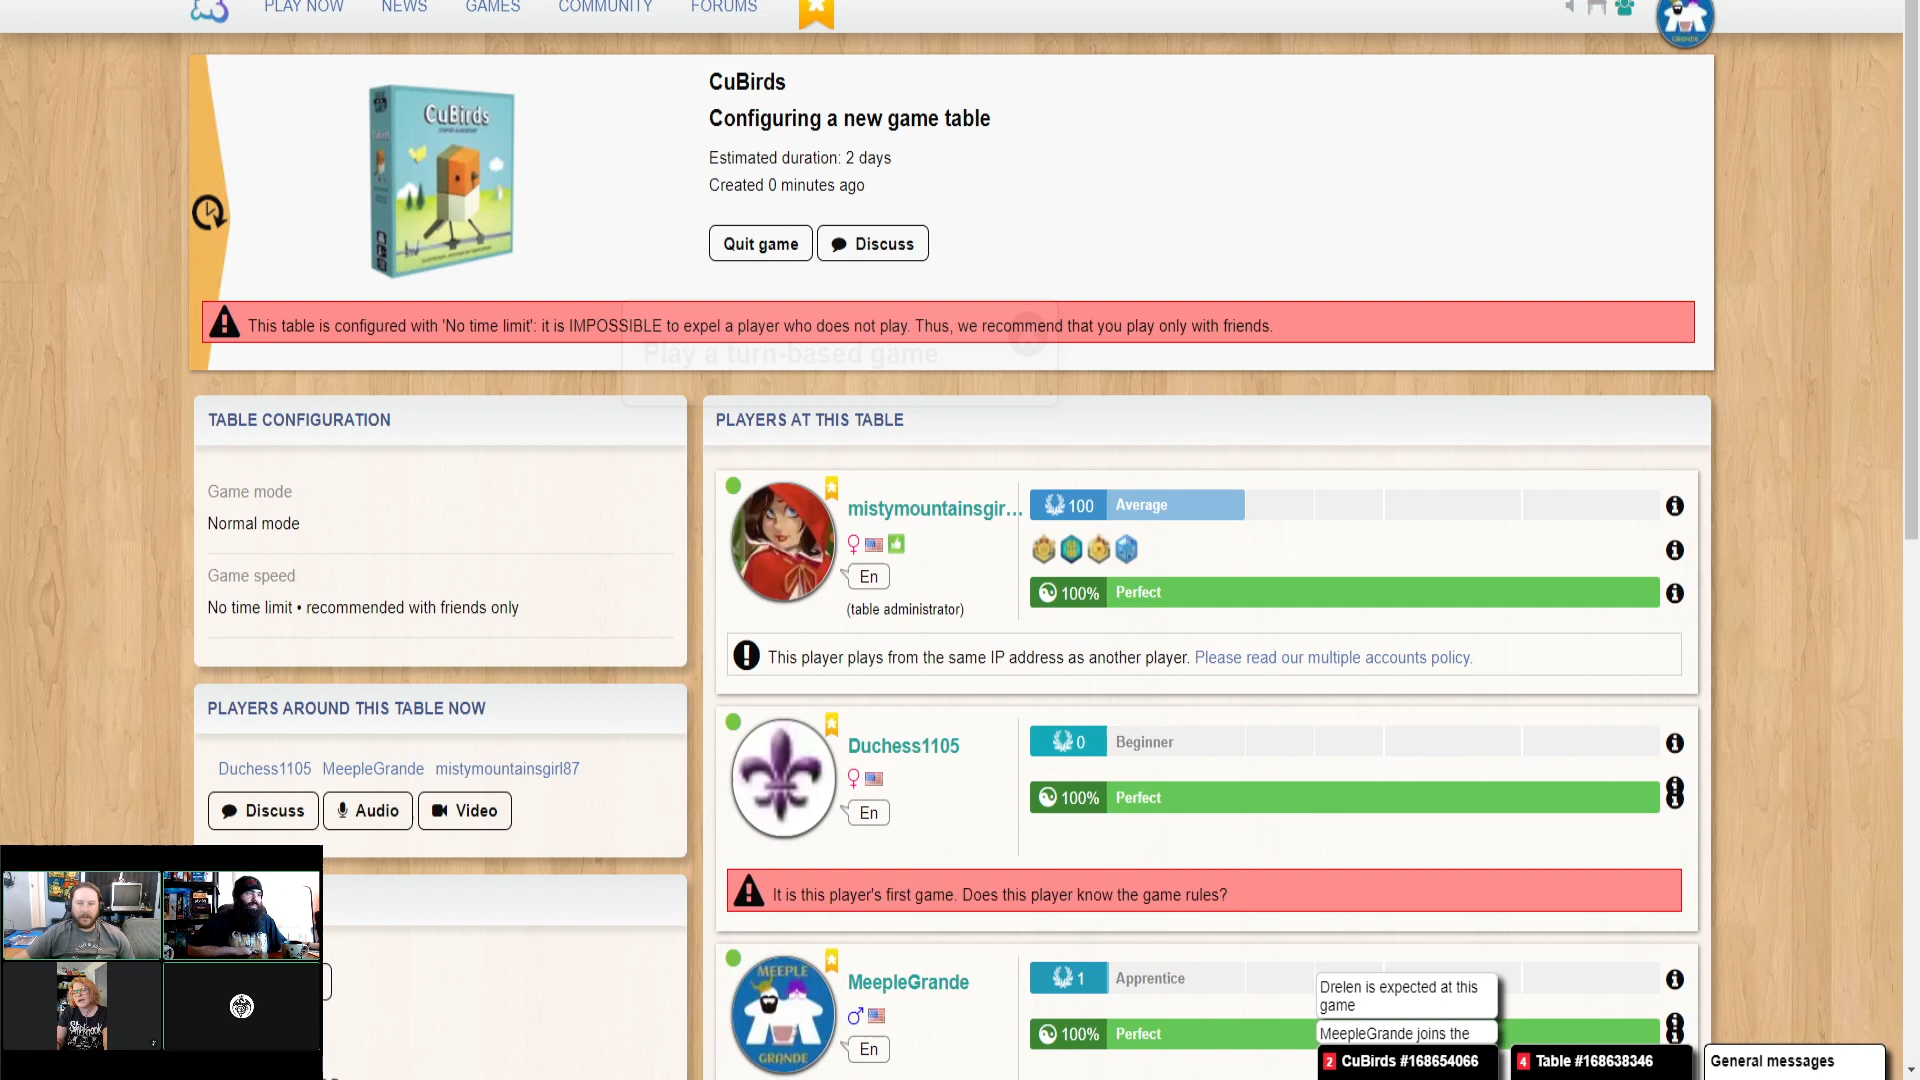 PLAY NOW NEWS GAMES COMMUNITY FORUMS
CuBirds
CuBirds
Configuring a new game table
Estimated duration: 2 days
Created 0 minutes ago
Quit game Discuss
This table is configured with 'No time limit': it is IMPOSSIBLE to expel a player who does not play. Thus, we recommend that you play only with friends.
Play a turn-based game
TABLE CONFIGURATION
Game mode
Normal mode
Game speed
No time limit • recommended with friends only
PLAYERS AROUND THIS TABLE NOW
Duchess1105 MeepleGrande mistymountainsgirl87
Discuss Audio Video
PLAYERS AT THIS TABLE
mistymountainsgir...
En
(table administrator)
100 Average
100% Perfect
This player plays from the same IP address as another player. Please read our multiple accounts policy.
Duchess1105
En
0 Beginner
100% Perfect
It is this player's first game. Does this player know the game rules?
MEEPLE
GRANDE
MeepleGrande
En
1 Apprentice
100% Perfect
Drelen is expected at this
game
MeepleGrande joins the
2 CuBirds #168654066
4 Table #168638346
General messages